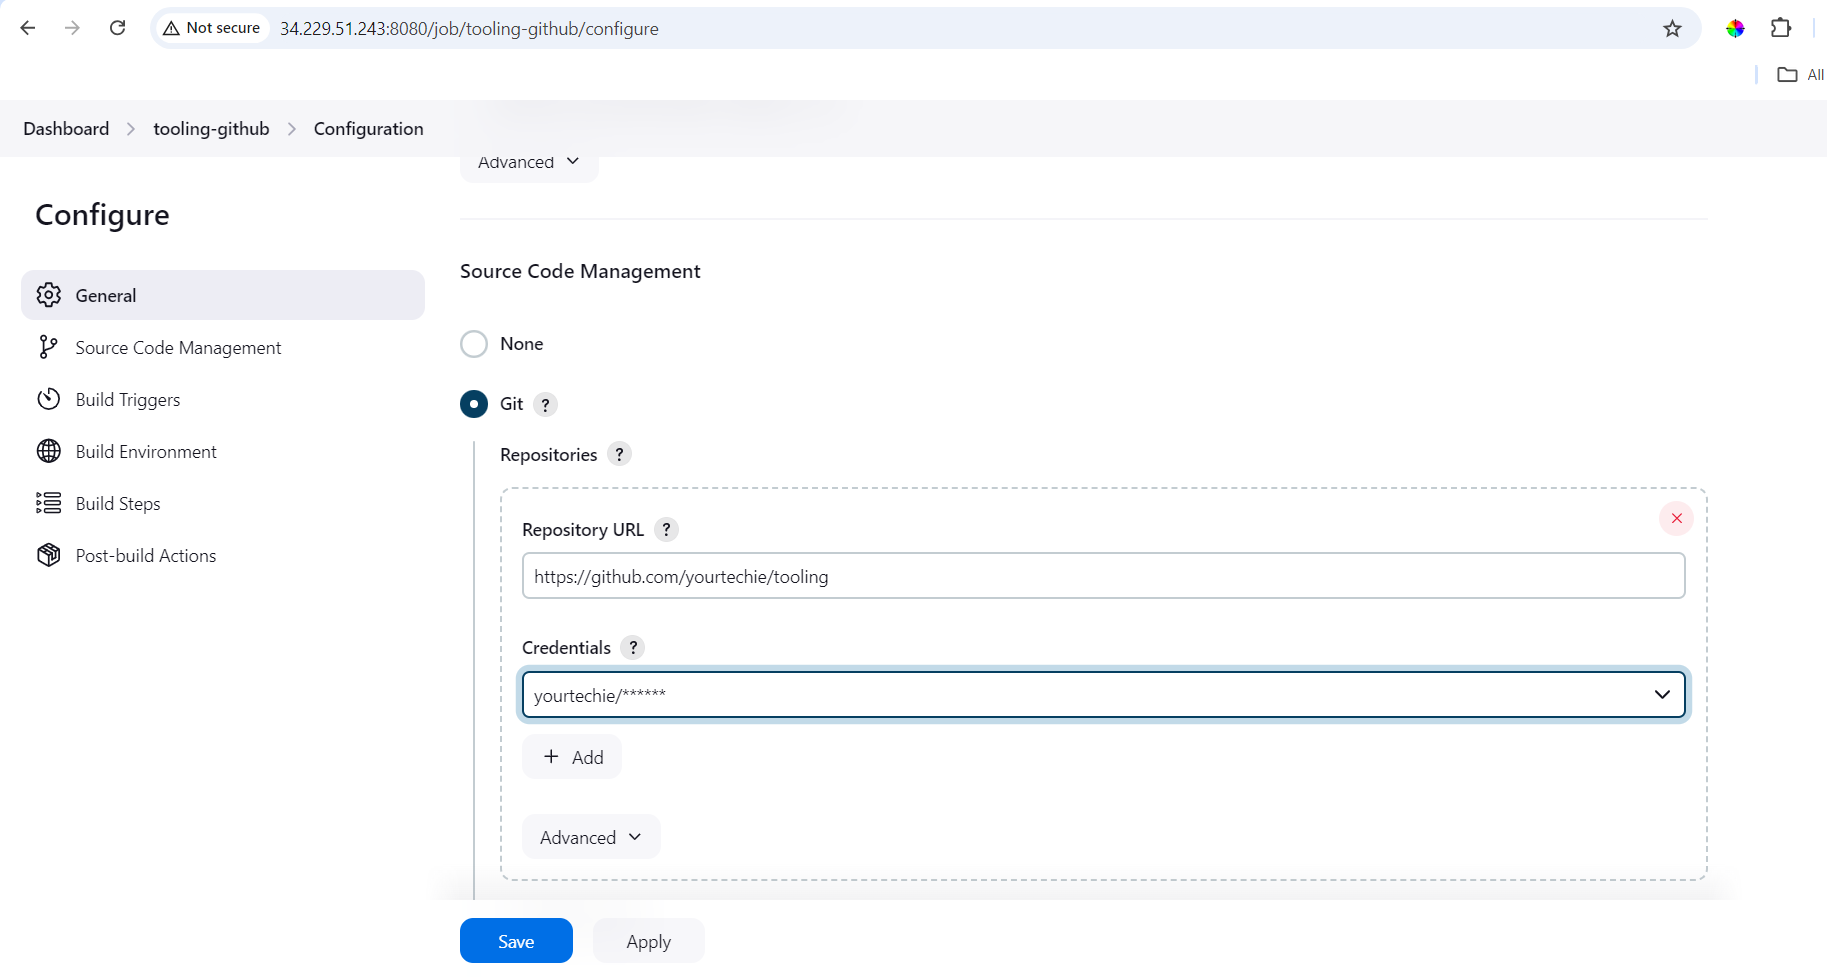 Not secure 34.229.51.243:8080/job/tooling-github/configure
All
Dashboard > tooling-github > Configuration
Advanced
Configure
General
Source Code Management
Build Triggers
Build Environment
Build Steps
Post-build Actions
Source Code Management
None
Git ?
Repositories ?
Repository URL ?
https://github.com/yourtechie/tooling
Credentials ?
yourtechie/******
+ Add
Advanced
Save Apply